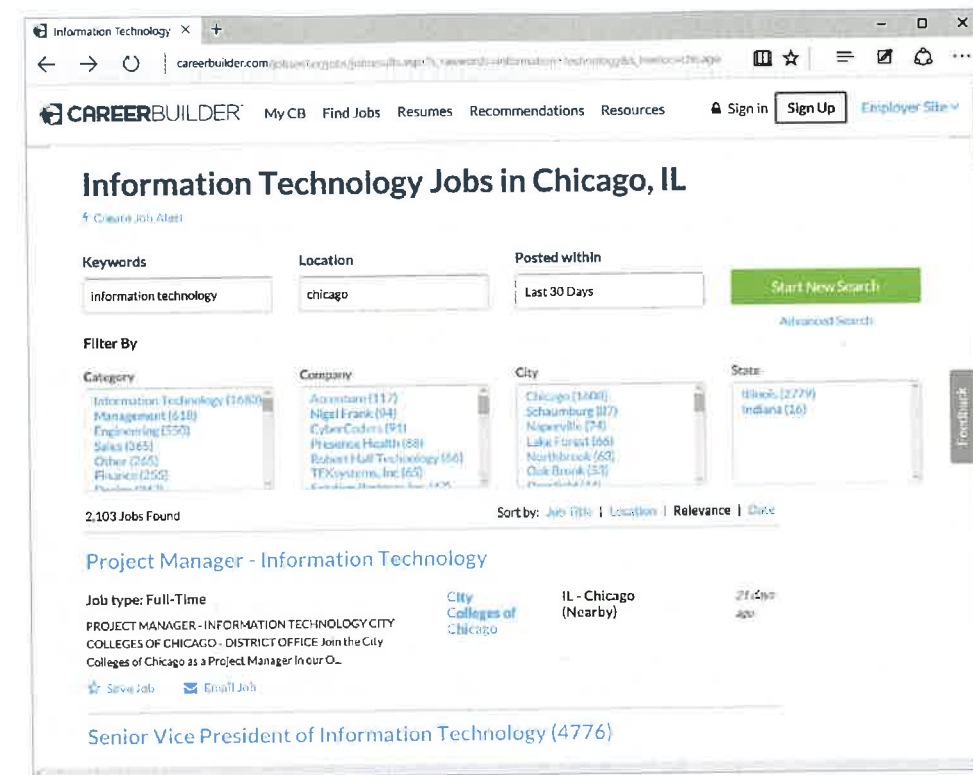 Information Technology
careerbuilder.com
CAREERBUILDER
My CB Find Jobs Resumes Recommendations Resources
Sign in Sign Up Employer Site
Information Technology Jobs in Chicago, IL
Create Job Alert
Keywords Location Posted within
information technology chicago Last 30 Days Start New Search
Advanced Search
Filter By
Category Company City State
Information Technology (1680) Accenture (117) Chicago (1600) Illinois (2779)
Management (618) Nigel Frank (94) Schaumburg Indiana (16)
Engineering (550) CyberCoders (91) Naperville (74)
Sales (365) Presence Health (88) Lake Forest (66)
Other (265) Robert Half Technology (66) Northbrook (63)
Finance (255) TEKsystems, Inc (65) Oak Brook
Feedback
2,103 Jobs Found Sort by: Job Title | Location | Relevance | Date
Project Manager - Information Technology
Job type: Full-Time City IL - Chicago
Colleges of (Nearby) ago
Chicago
PROJECT MANAGER - INFORMATION TECHNOLOGY CITY
COLLEGES OF CHICAGO - DISTRICT OFFICE Join the City
Colleges of Chicago as a Project Manager in our O...
Save Job Email Job
Senior Vice President of Information Technology (4776)